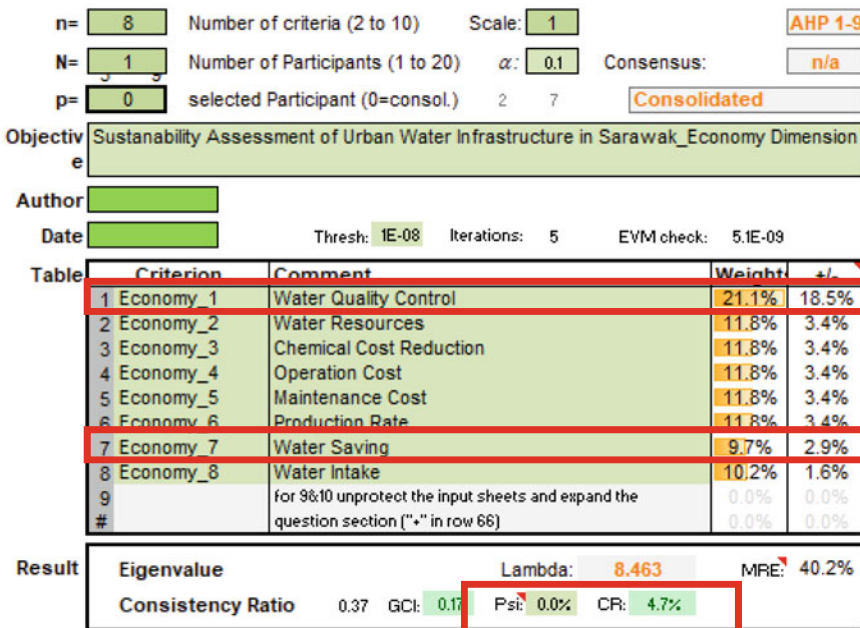 n= 8 Number of criteria (2 to 10) Scale: 1 AHP 1-9
N= 1 Number of Participants (1 to 20) α: 0.1 Consensus: n/a
p= 0 selected Participant (0=consol.) 2 7 Consolidated
Objectiv Sustanability Assessment of Urban Water Infrastructure in Sarawak_Economy Dimension
e
Author
Date Thresh: 1E-08 Iterations: 5 EVM check: 5.1E-09
Table Criterion Comment Weights +/-
1 Economy_1 Water Quality Control 21.1% 18.5%
2 Economy_2 Water Resources 11.8% 3.4%
3 Economy_3 Chemical Cost Reduction 11.8% 3.4%
4 Economy_4 Operation Cost 11.8% 3.4%
5 Economy_5 Maintenance Cost 11.8% 3.4%
6 Economy_6 Production Rate 11.8% 3.4%
7 Economy_7 Water Saving 9.7% 2.9%
8 Economy_8 Water Intake 10.2% 1.6%
9 for 9&10 unprotect the input sheets and expand the 0.0% 0.0%
# question section ("+" in row 66) 0.0% 0.0%
Result Eigenvalue Lambda: 8.463 MRE: 40.2%
Consistency Ratio 0.37 GCI: 0.17 Psi: 0.0% CR: 4.7%